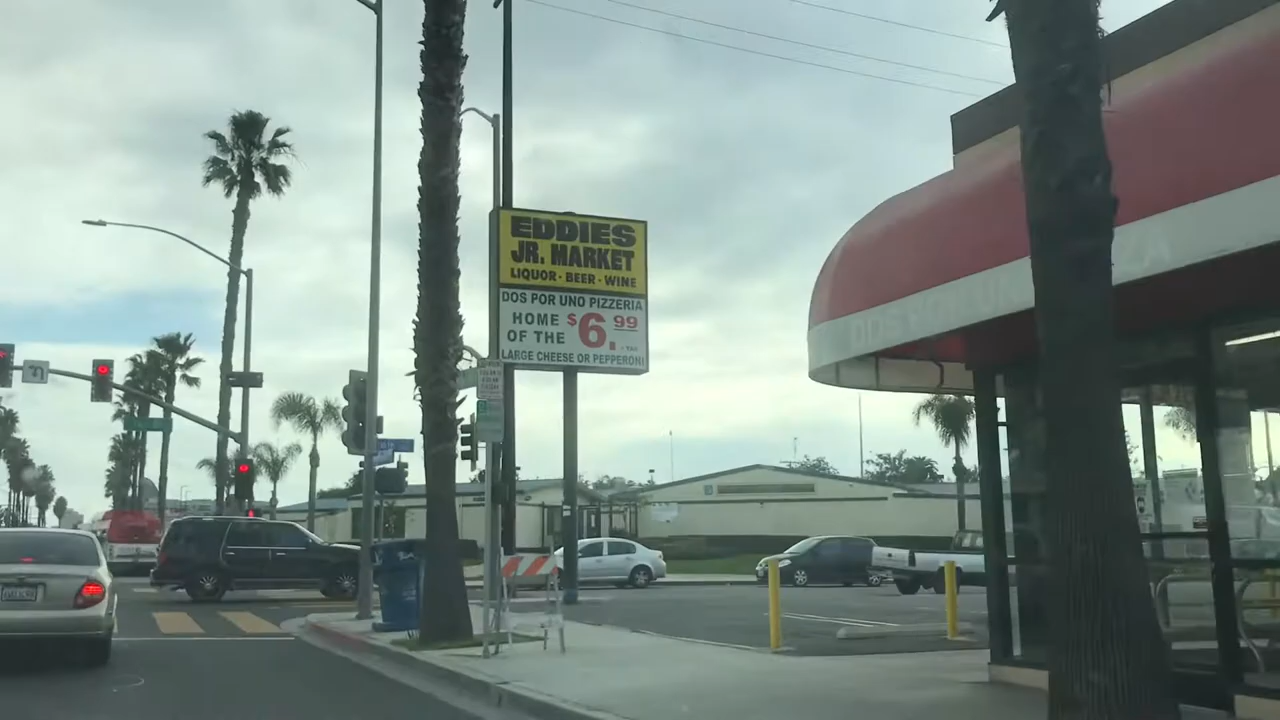 EDDIES
JR. MARKET
LIQUOR - BEER - WINE
DOS POR UNO PIZZERIA
HOME
OF THE
$6.99
+ TAX
LARGE CHEESE OR PEPPERONI